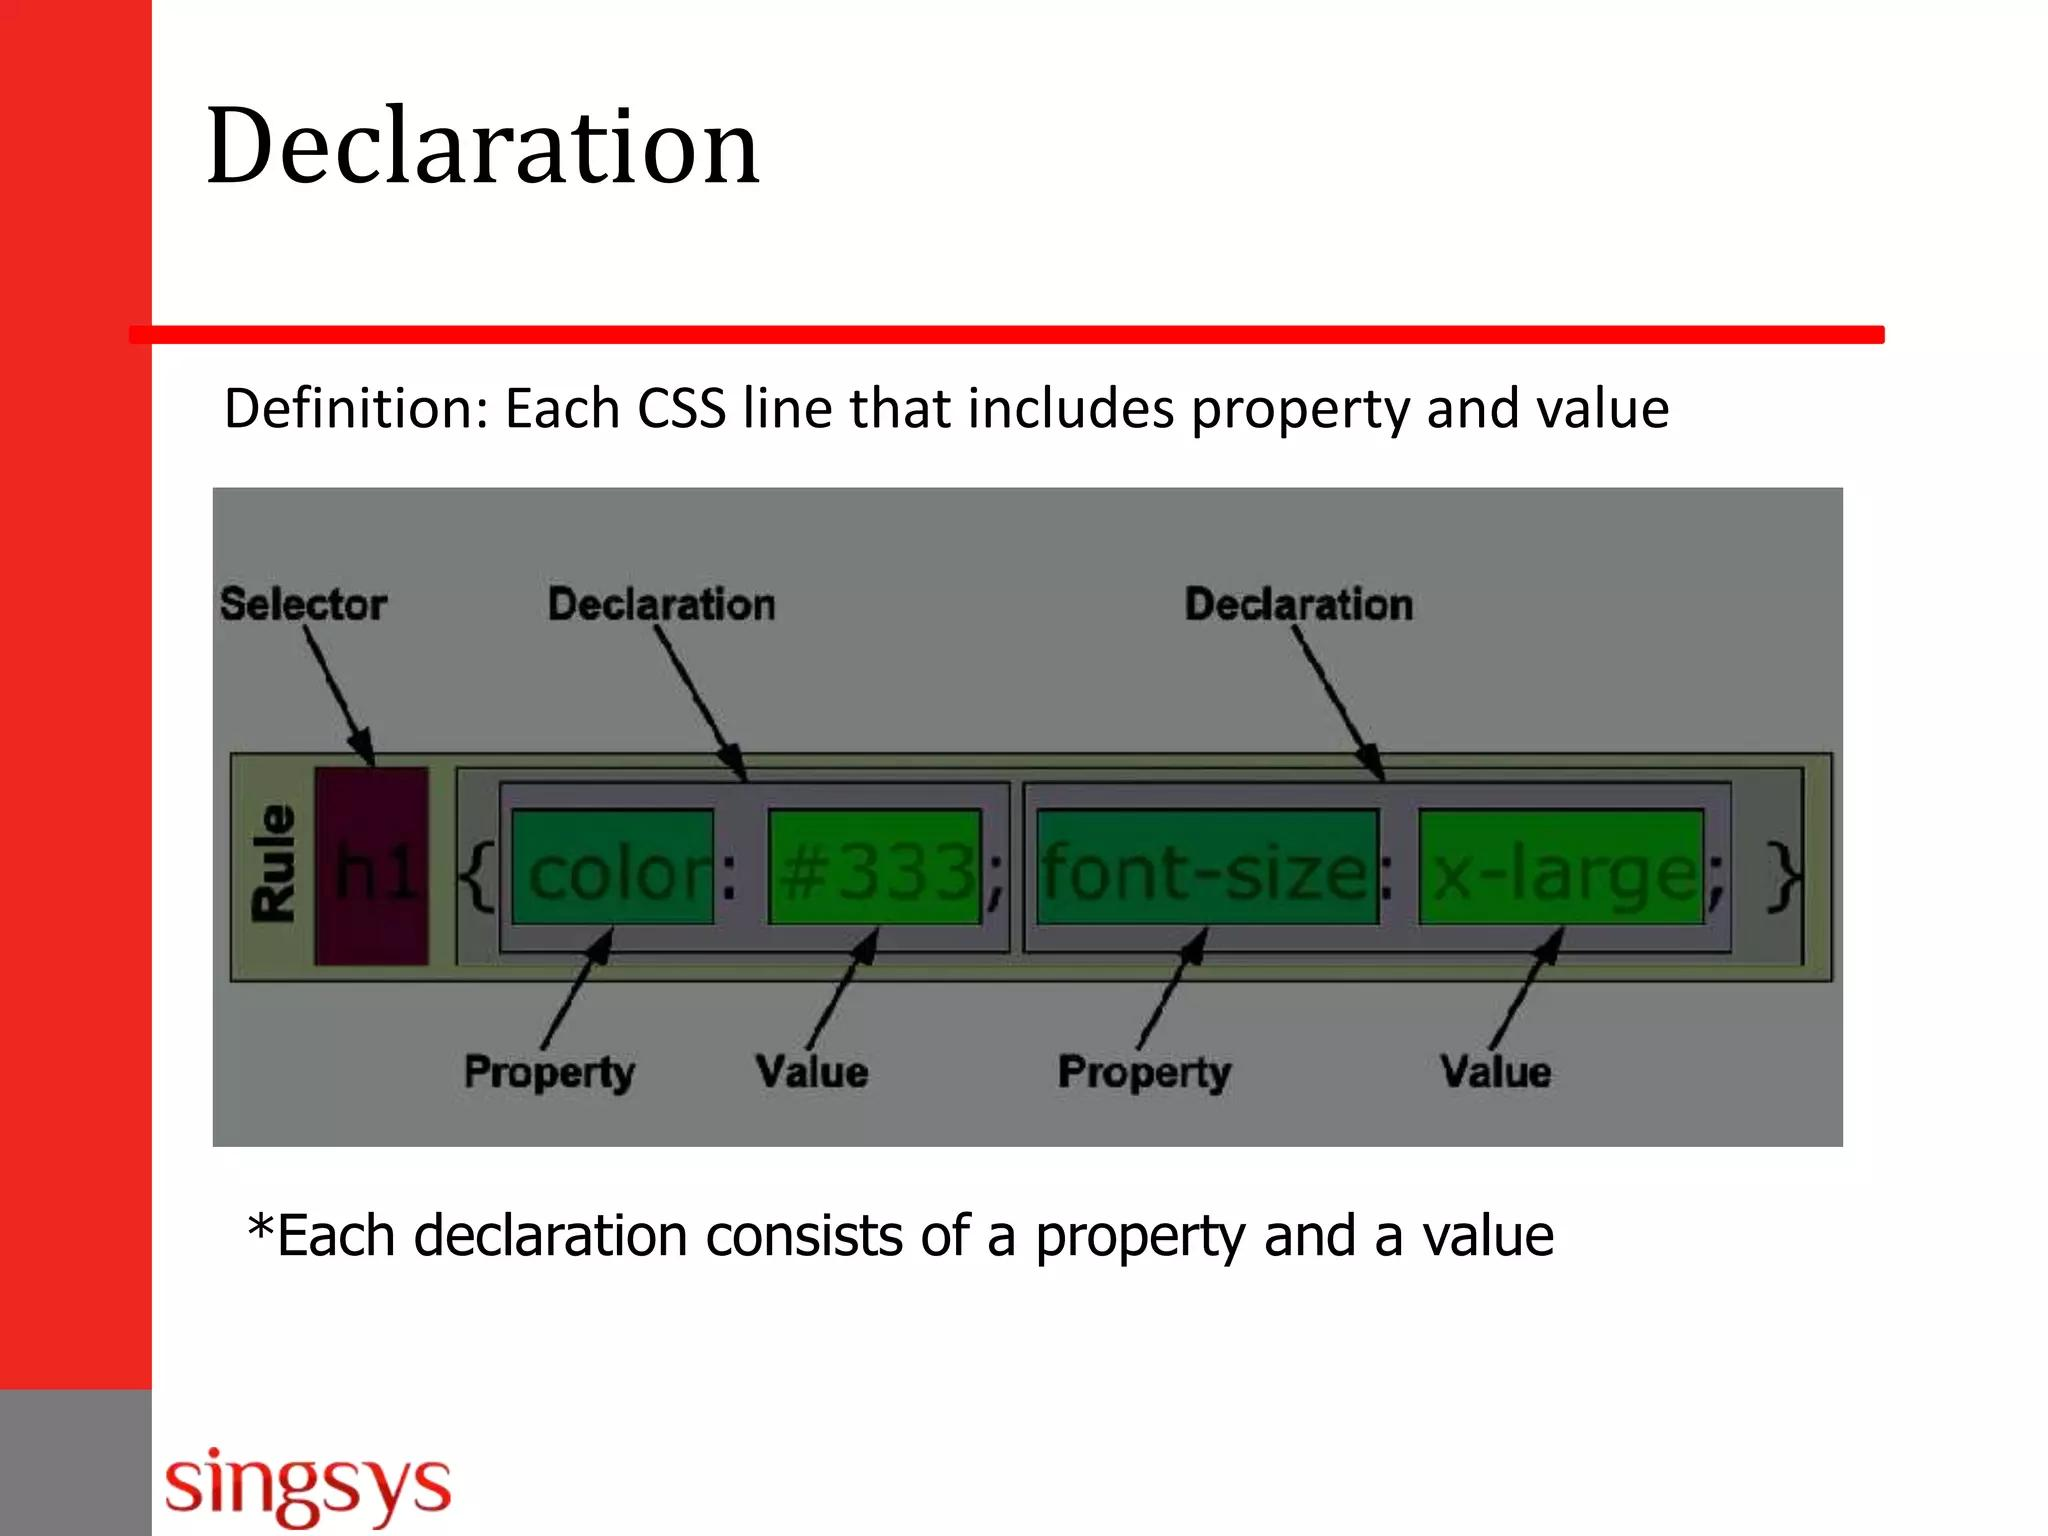 Declaration
Definition: Each CSS line that includes property and value
Selector Declaration Declaration
Rule h1 { color: #333; font-size: x-large; }
Property Value Property Value
*Each declaration consists of a property and a value
singsys